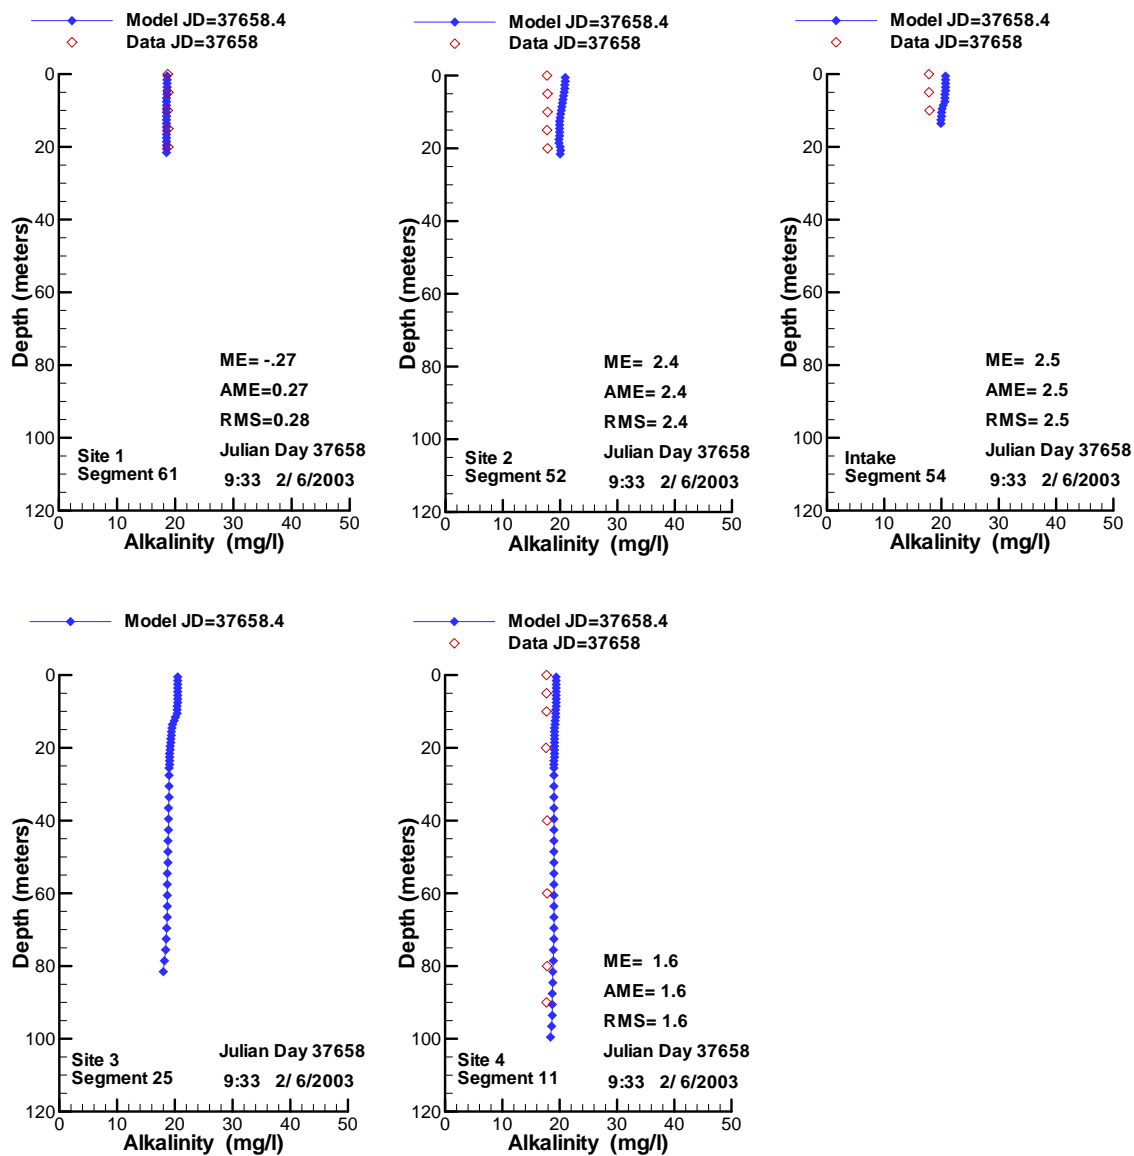 Model JD=37658.4
Data JD=37658
0
20
40
60
80
100
120
Depth (meters)
ME= -.27
AME=0.27
RMS=0.28
Julian Day 37658
Site 1
Segment 61
9:33 2/ 6/2003
0 10 20 30 40 50
Alkalinity (mg/l)
Model JD=37658.4
Data JD=37658
0
20
40
60
80
100
120
Depth (meters)
ME= 2.4
AME= 2.4
RMS= 2.4
Julian Day 37658
Site 2
Segment 52
9:33 2/ 6/2003
0 10 20 30 40 50
Alkalinity (mg/l)
Model JD=37658.4
Data JD=37658
0
20
40
60
80
100
120
Depth (meters)
ME= 2.5
AME= 2.5
RMS= 2.5
Julian Day 37658
Intake
Segment 54
9:33 2/ 6/2003
0 10 20 30 40 50
Alkalinity (mg/l)
Model JD=37658.4
0
20
40
60
80
100
120
Depth (meters)
Julian Day 37658
Site 3
Segment 25
9:33 2/ 6/2003
0 10 20 30 40 50
Alkalinity (mg/l)
Model JD=37658.4
Data JD=37658
0
20
40
60
80
100
120
Depth (meters)
ME= 1.6
AME= 1.6
RMS= 1.6
Julian Day 37658
Site 4
Segment 11
9:33 2/ 6/2003
0 10 20 30 40 50
Alkalinity (mg/l)